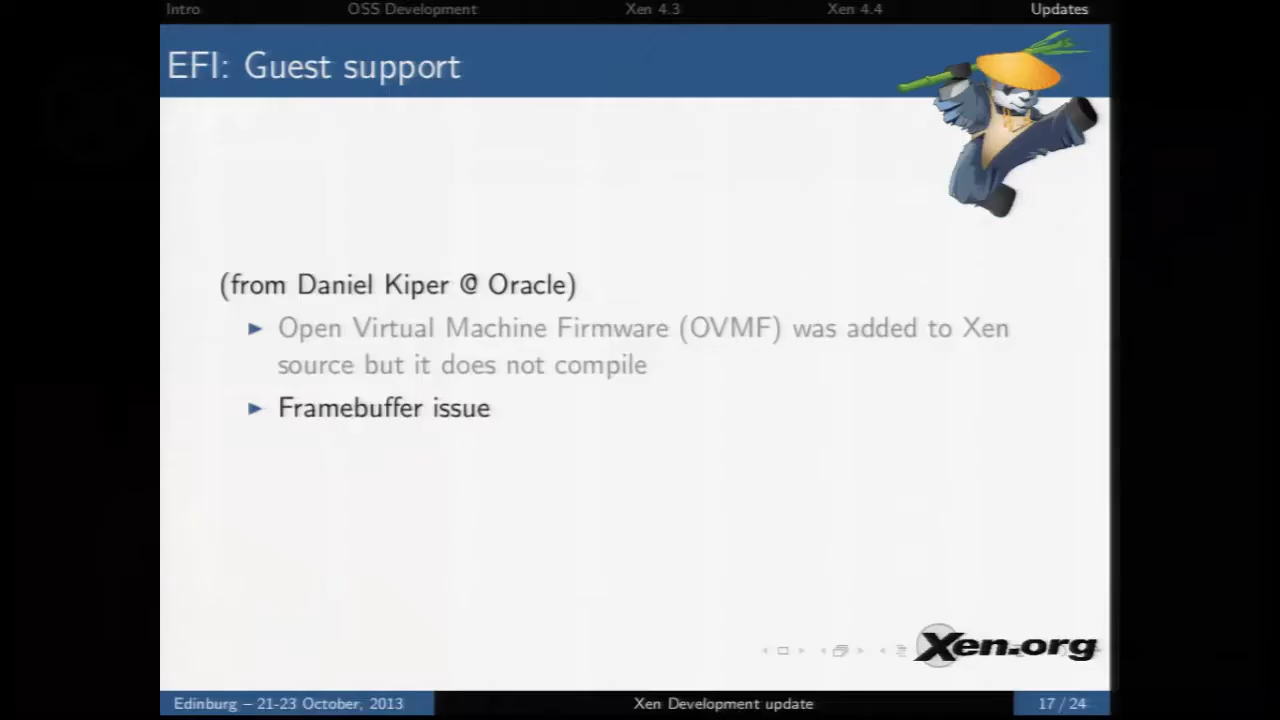 Intro OSS Development Xen 4.3 Xen 4.4 Updates
EFI: Guest support
(from Daniel Kiper @ Oracle)
Open Virtual Machine Firmware (OVMF) was added to Xen
source but it does not compile
Framebuffer issue
Xen.org
Edinburg – 21-23 October, 2013 Xen Development update 17 / 24